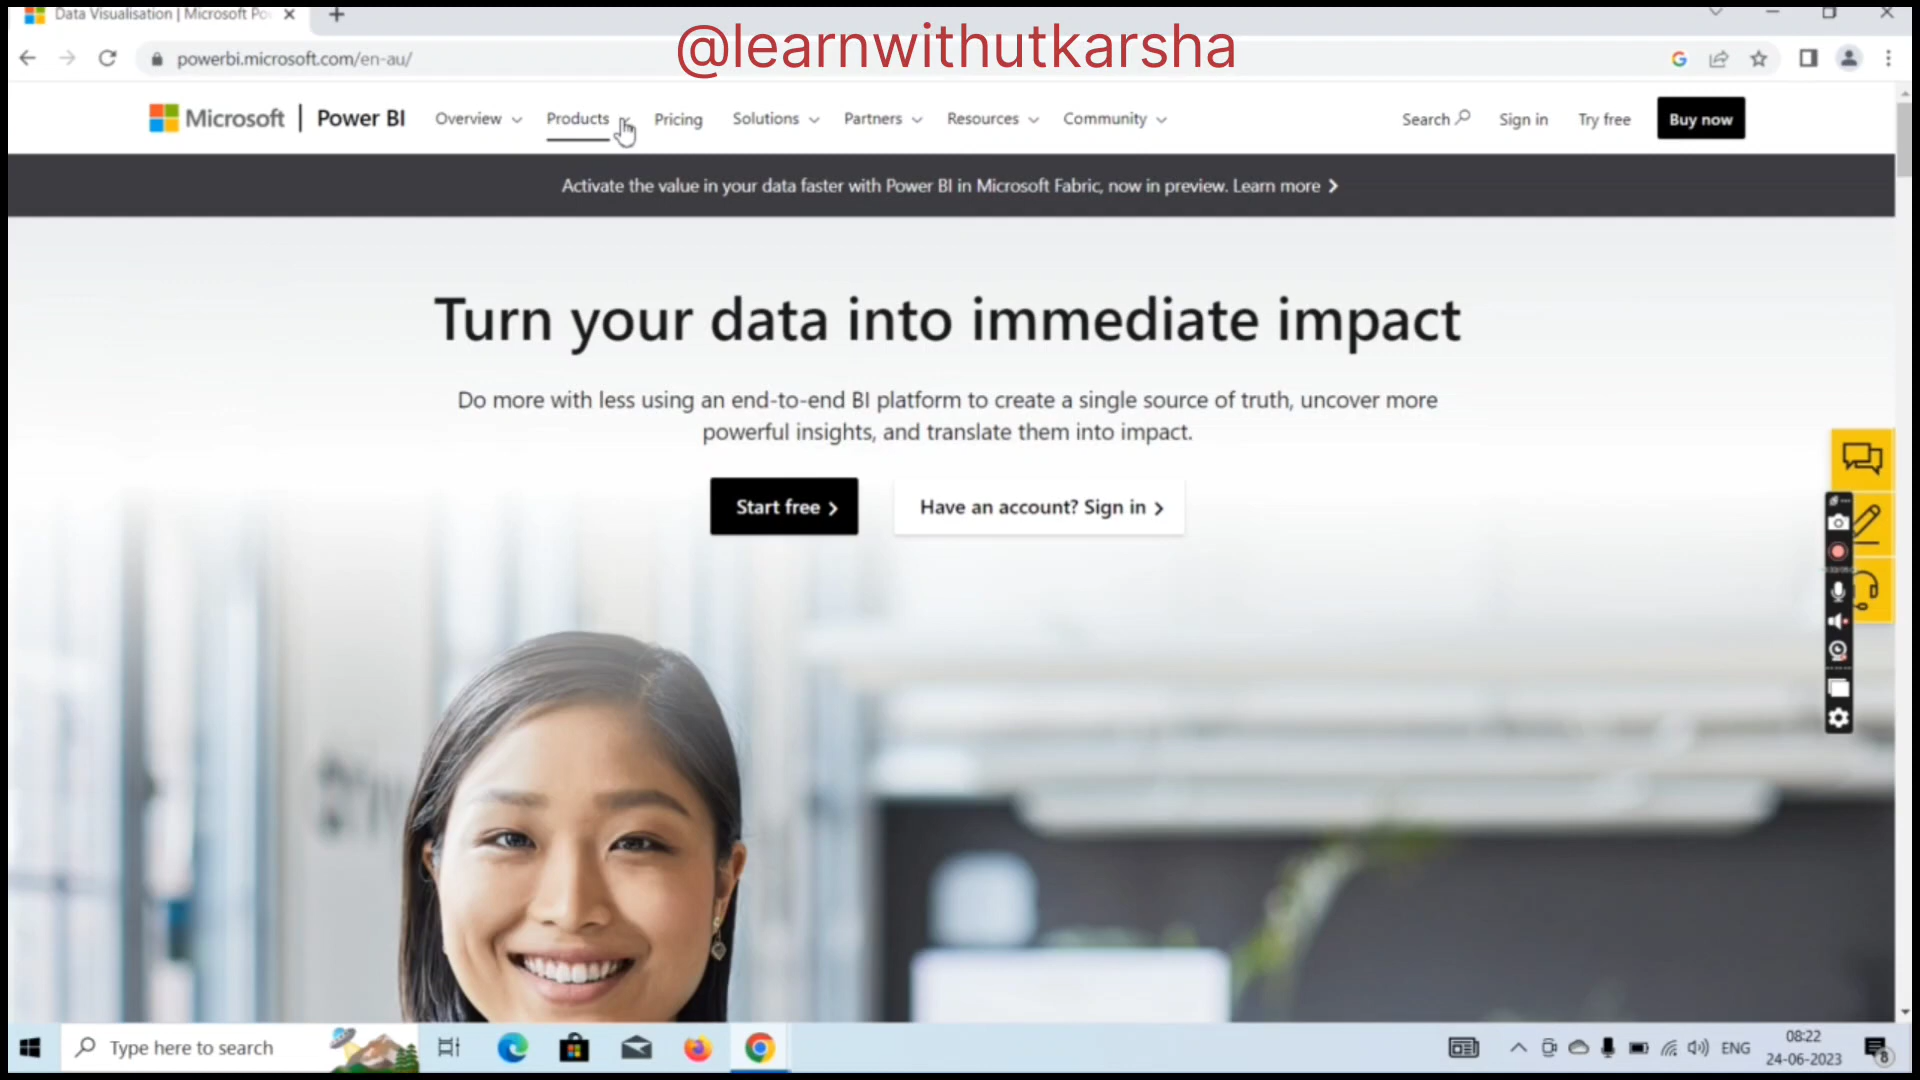 Data Visualisation | Microsoft Po
@learnwithutkarsha
powerbi.microsoft.com/en-au/
Microsoft | Power BI
Overview
Products
Pricing
Solutions
Partners
Resources
Community
Search
Sign in
Try free
Buy now
Activate the value in your data faster with Power BI in Microsoft Fabric, now in preview. Learn more
Turn your data into immediate impact
Do more with less using an end-to-end BI platform to create a single source of truth, uncover more
powerful insights, and translate them into impact.
Start free
Have an account? Sign in
Type here to search
ENG
08:22
24-06-2023
8